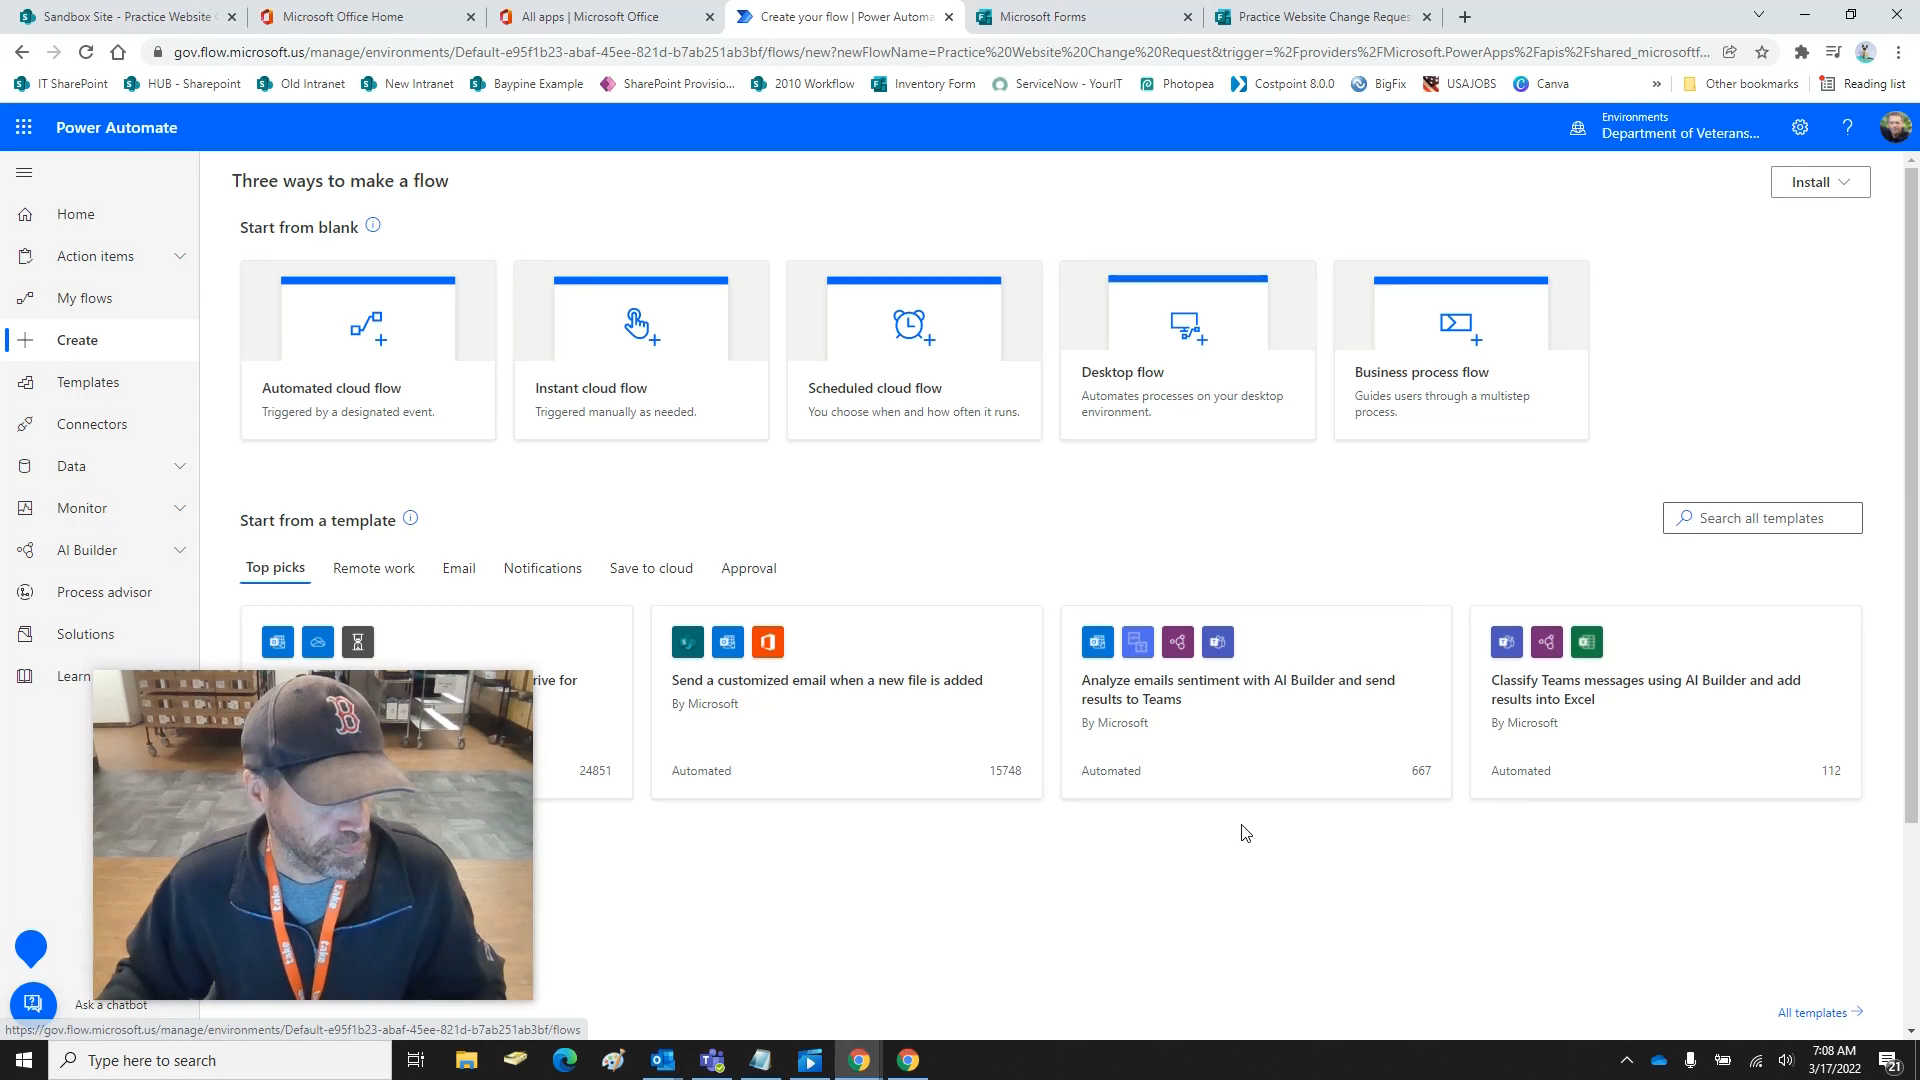 Sandbox Site - Practice Website C
Microsoft Office Home
All apps | Microsoft Office
Create your flow | Power Automa
Microsoft Forms
Practice Website Change Reques
gov.flow.microsoft.us/manage/environments/Default-e95f1b23-abaf-45ee-821d-b7ab251ab3bf/flows/new?newFlowName=Practice%20Website%20Change%20Request&trigger=%2Fproviders%2FMicrosoft.PowerApps%2Fapis%2Fshared_microsoftf...
IT SharePoint
HUB - Sharepoint
Old Intranet
New Intranet
Baypine Example
SharePoint Provisio...
2010 Workflow
Inventory Form
ServiceNow - YourIT
Photopea
Costpoint 8.0.0
BigFix
USAJOBS
Canva
»
Other bookmarks
Reading list
Power Automate
Environments
Department of Veterans...
Three ways to make a flow
Install
Home
Action items
My flows
Create
Templates
Connectors
Data
Monitor
AI Builder
Process advisor
Solutions
Learn
Start from blank
Automated cloud flow
Triggered by a designated event.
Instant cloud flow
Triggered manually as needed.
Scheduled cloud flow
You choose when and how often it runs.
Desktop flow
Automates processes on your desktop
environment.
Business process flow
Guides users through a multistep
process.
Start from a template
Search all templates
Top picks
Remote work
Email
Notifications
Save to cloud
Approval
rive for
24851
Send a customized email when a new file is added
By Microsoft
Automated
15748
Analyze emails sentiment with AI Builder and send
results to Teams
By Microsoft
Automated
667
Classify Teams messages using AI Builder and add
results into Excel
By Microsoft
Automated
112
B
take
take
Ask a chatbot
All templates
https://gov.flow.microsoft.us/manage/environments/Default-e95f1b23-abaf-45ee-821d-b7ab251ab3bf/flows
Type here to search
7:08 AM
3/17/2022
21